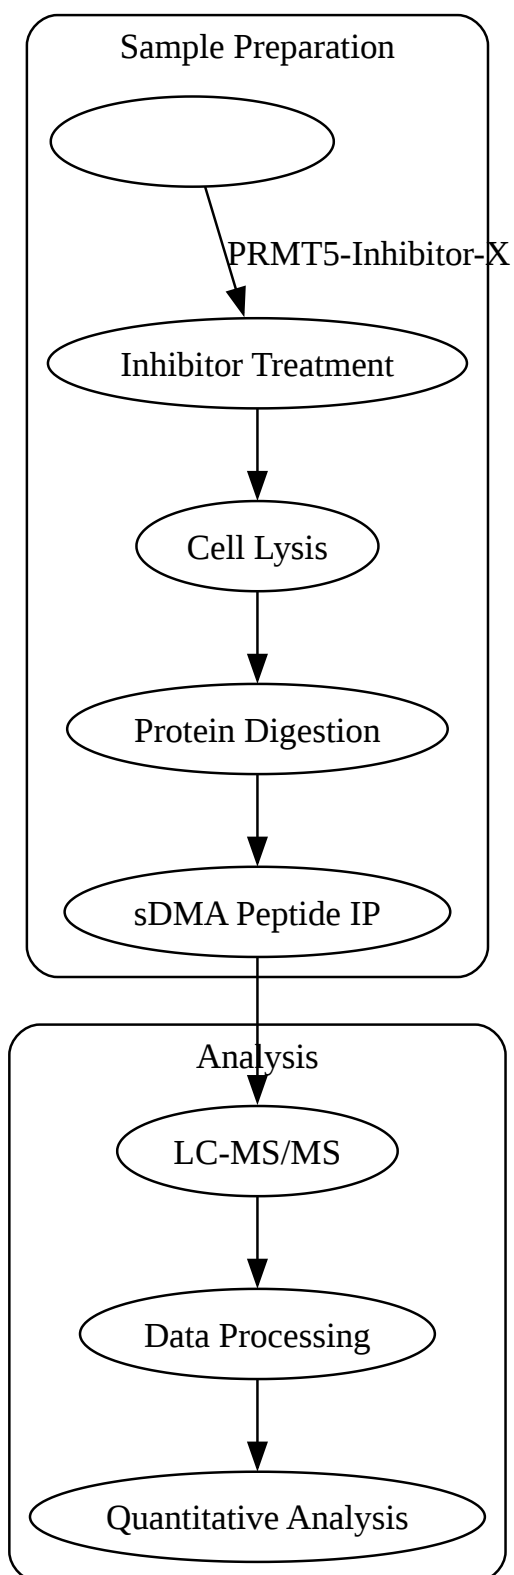 Sample Preparation
PRMT5-Inhibitor-X
Inhibitor Treatment
Cell Lysis
Protein Digestion
sDMA Peptide IP
Analysis
LC-MS/MS
Data Processing
Quantitative Analysis